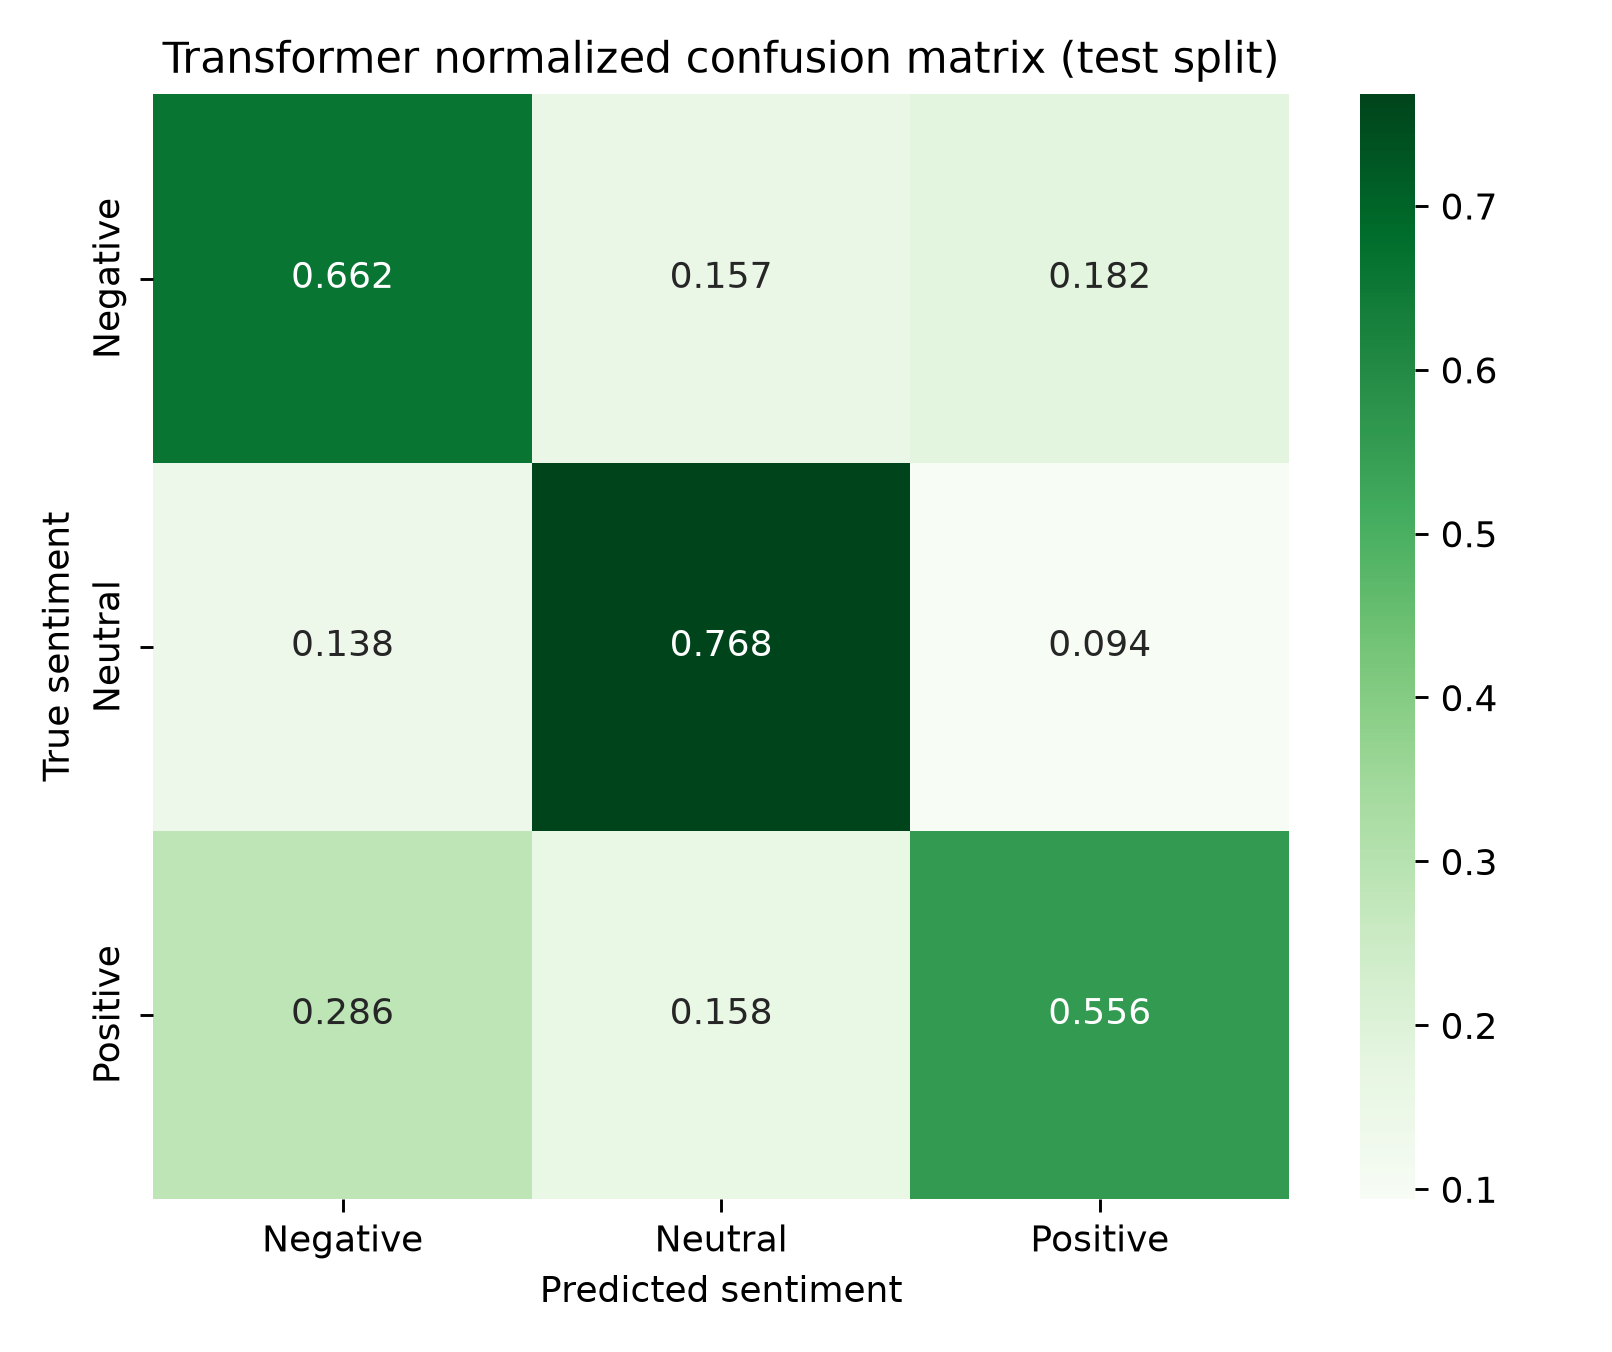 Transformer normalized confusion matrix (test split)
True sentiment
Negative
0.662 0.157 0.182
Neutral
0.138 0.768 0.094
Positive
0.286 0.158 0.556
Negative Neutral Positive
Predicted sentiment
0.7
0.6
0.5
0.4
0.3
0.2
0.1